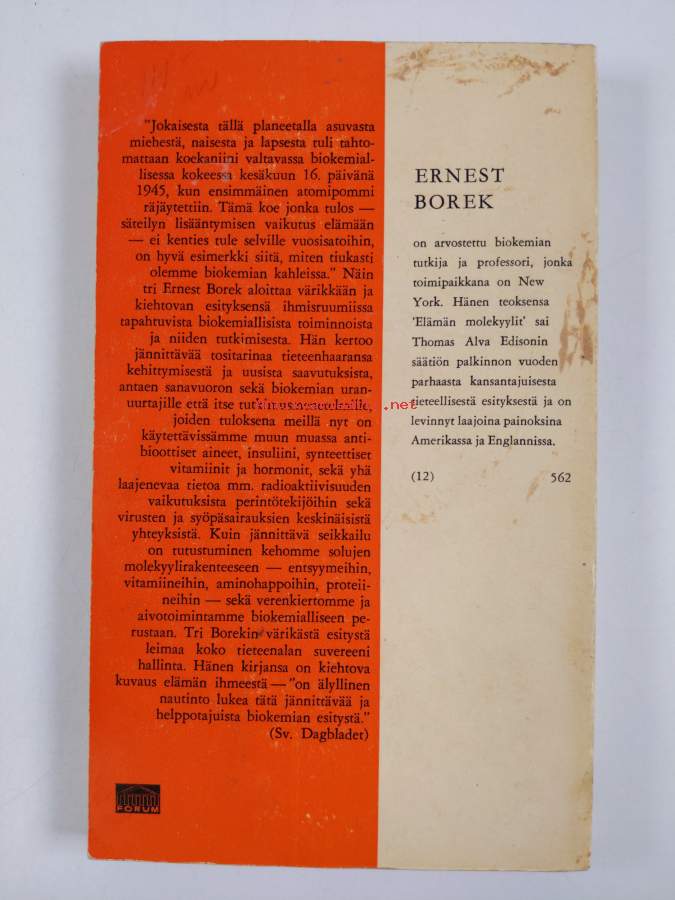 "Jokaisesta tällä planeetalla asuvasta
miehestä, naisesta ja lapsesta tuli tahto-
mattaan koekaniini valtavassa biokemial-
lisessa kokeessa kesäkuun 16. päivänä
1945, kun ensimmäinen atomipommi
räjäytettiin. Tämä koe jonka tulos —
säteilyn lisääntymisen vaikutus elämään
— ei kenties tule selville vuosisatoihin,
on hyvä esimerkki siitä, miten tiukasti
olemme biokemian kahleissa." Näin
tri Ernest Borek aloittaa värikkään ja
kiehtovan esityksensä ihmisruumiissa
tapahtuvista biokemiallisista toiminnoista
ja niiden tutkimisesta. Hän kertoo
jännittävää tositarinaa tieteenhaaransa
kehittymisestä ja uusista saavutuksista,
antaen sanavuoron sekä biokemian uran-
uurtajille että itse tutkimusseikkailulle,
joiden tuloksena meillä nyt on
käytettävissämme muun muassa anti-
bioottiset aineet, insuliini, synteettiset
vitamiinit ja hormonit, sekä yhä
laajenevaa tietoa mm. radioaktiivisuuden
vaikutuksista perintötekijöihin sekä
virusten ja syöpäsairauksien keskinäisistä
yhteyksistä. Kuin jännittävä seikkailu
on tutustuminen kehomme solujen
molekyylirakenteeseen — entsyymeihin,
vitamiineihin, aminohappoihin, proteii-
neihin — sekä verenkiertomme ja
aivotoimintamme biokemialliseen pe-
rustaan. Tri Borekin värikästä esitystä
leimaa koko tieteenalan suvereeni
hallinta. Hänen kirjansa on kiehtova
kuvaus elämän ihmeestä — "on älyllinen
nautinto lukea tätä jännittävää ja
helppotajuista biokemian esitystä."
(Sv. Dagbladet)
FORUM
ERNEST
BOREK
on arvostettu biokemian
tutkija ja professori, jonka
toimipaikkana on New
York. Hänen teoksensa
'Elämän molekyylit' sai
Thomas Alva Edisonin
säätiön palkinnon vuoden
parhaasta kansantajuisesta
tieteellisestä esityksestä ja on
levinnyt laajoina painoksina
Amerikassa ja Englannissa.
(12) 562
.net